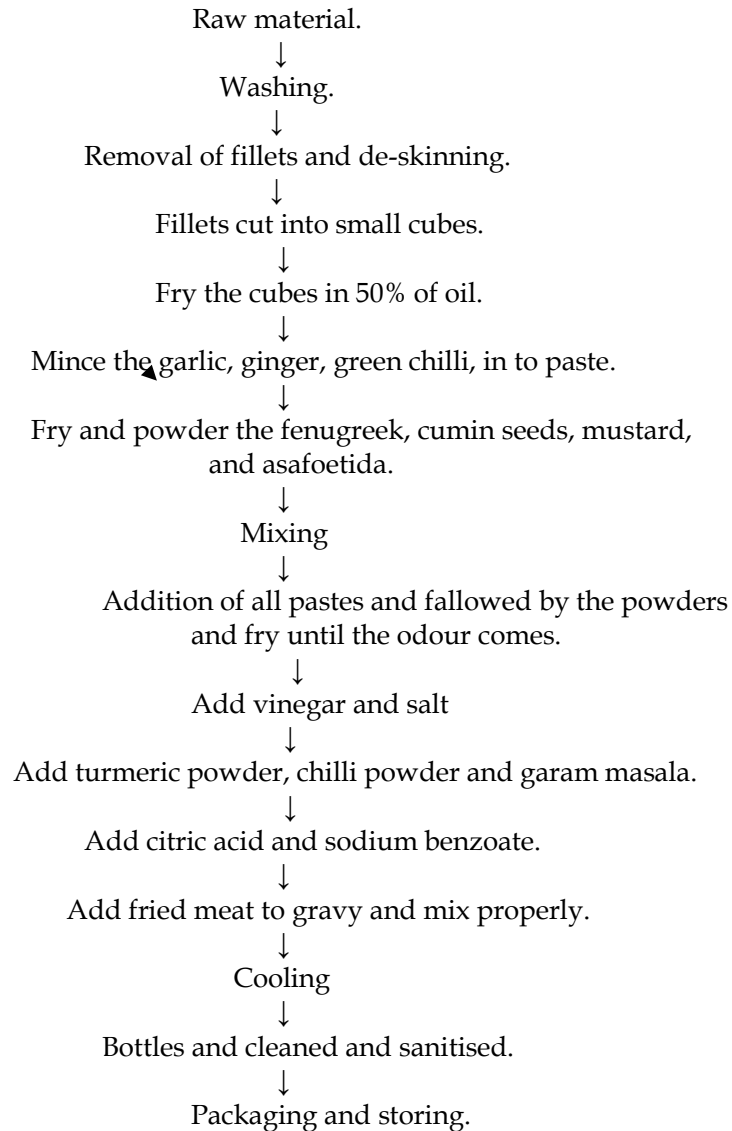 Raw material.
↓
Washing.
↓
Removal of fillets and de-skinning.
↓
Fillets cut into small cubes.
↓
Fry the cubes in 50% of oil.
↓
Mince the garlic, ginger, green chilli, in to paste.
↓
Fry and powder the fenugreek, cumin seeds, mustard,
and asafoetida.
↓
Mixing
↓
Addition of all pastes and fallowed by the powders
and fry until the odour comes.
↓
Add vinegar and salt
↓
Add turmeric powder, chilli powder and garam masala.
↓
Add citric acid and sodium benzoate.
↓
Add fried meat to gravy and mix properly.
↓
Cooling
↓
Bottles and cleaned and sanitised.
↓
Packaging and storing.